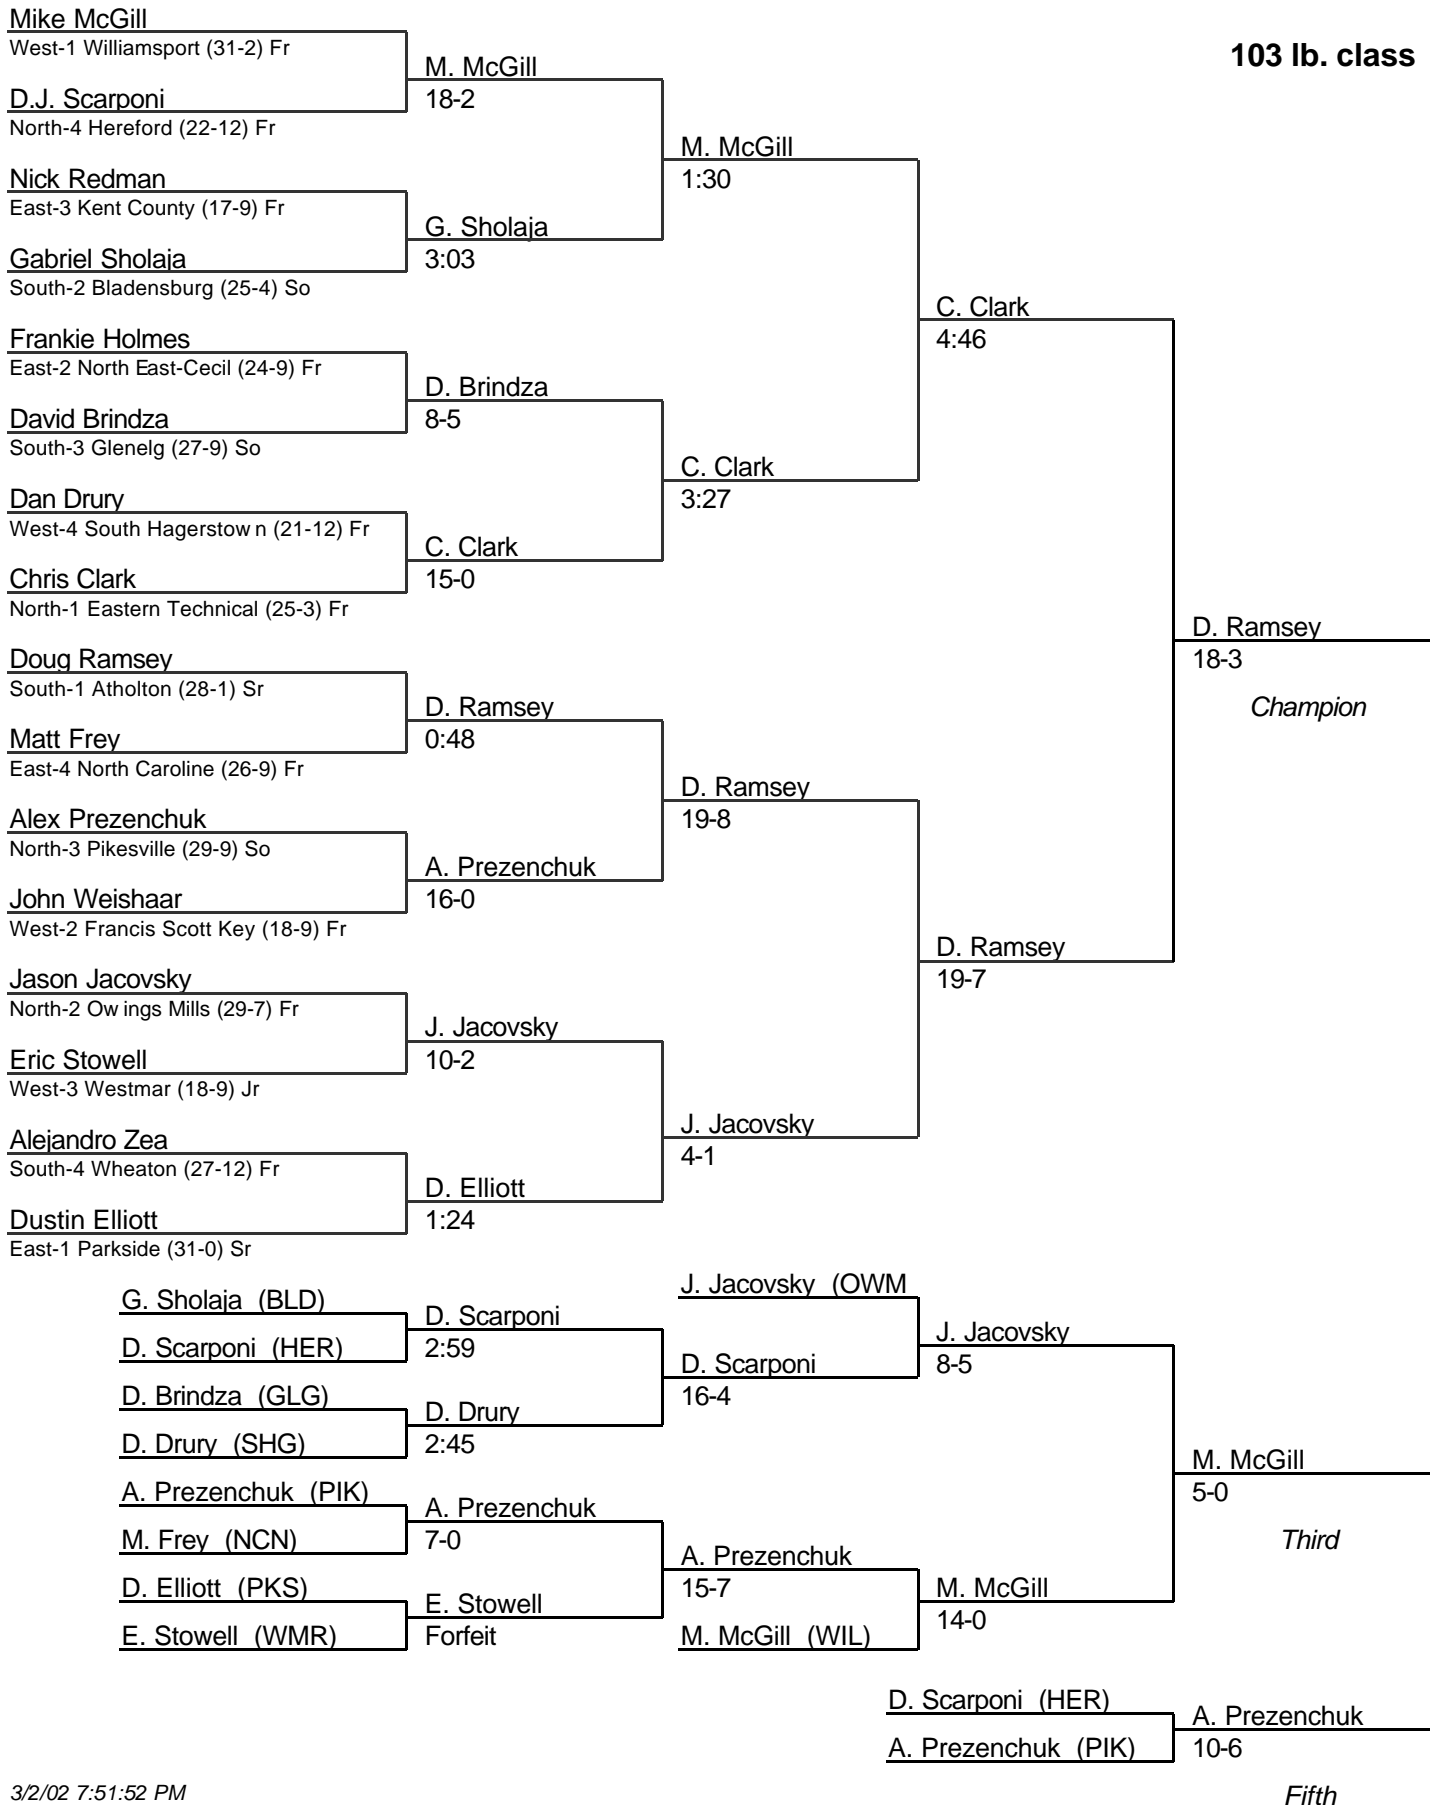 Mike McGill
West-1 Williamsport (31-2) Fr
103 lb. class
M. McGill
18-2
D.J. Scarponi
North-4 Hereford (22-12) Fr
M. McGill
1:30
Nick Redman
East-3 Kent County (17-9) Fr
G. Sholaja
3:03
Gabriel Sholaja
South-2 Bladensburg (25-4) So
C. Clark
4:46
Frankie Holmes
East-2 North East-Cecil (24-9) Fr
D. Brindza
8-5
David Brindza
South-3 Glenelg (27-9) So
C. Clark
3:27
Dan Drury
West-4 South Hagerstow n (21-12) Fr
C. Clark
15-0
Chris Clark
North-1 Eastern Technical (25-3) Fr
D. Ramsey
18-3
Champion
Doug Ramsey
South-1 Atholton (28-1) Sr
D. Ramsey
0:48
Matt Frey
East-4 North Caroline (26-9) Fr
D. Ramsey
19-8
Alex Prezenchuk
North-3 Pikesville (29-9) So
A. Prezenchuk
16-0
John Weishaar
West-2 Francis Scott Key (18-9) Fr
D. Ramsey
19-7
Jason Jacovsky
North-2 Ow ings Mills (29-7) Fr
J. Jacovsky
10-2
Eric Stowell
West-3 Westmar (18-9) Jr
J. Jacovsky
4-1
Alejandro Zea
South-4 Wheaton (27-12) Fr
D. Elliott
1:24
Dustin Elliott
East-1 Parkside (31-0) Sr
G. Sholaja (BLD)
D. Scarponi
2:59
D. Scarponi (HER)
J. Jacovsky (OWM
J. Jacovsky
8-5
D. Scarponi
16-4
D. Brindza (GLG)
D. Drury
2:45
D. Drury (SHG)
M. McGill
5-0
Third
A. Prezenchuk (PIK)
A. Prezenchuk
7-0
M. Frey (NCN)
A. Prezenchuk
15-7
D. Elliott (PKS)
E. Stowell
Forfeit
E. Stowell (WMR)
M. McGill
14-0
M. McGill (WIL)
D. Scarponi (HER)
A. Prezenchuk
10-6
A. Prezenchuk (PIK)
3/2/02 7:51:52 PM
Fifth